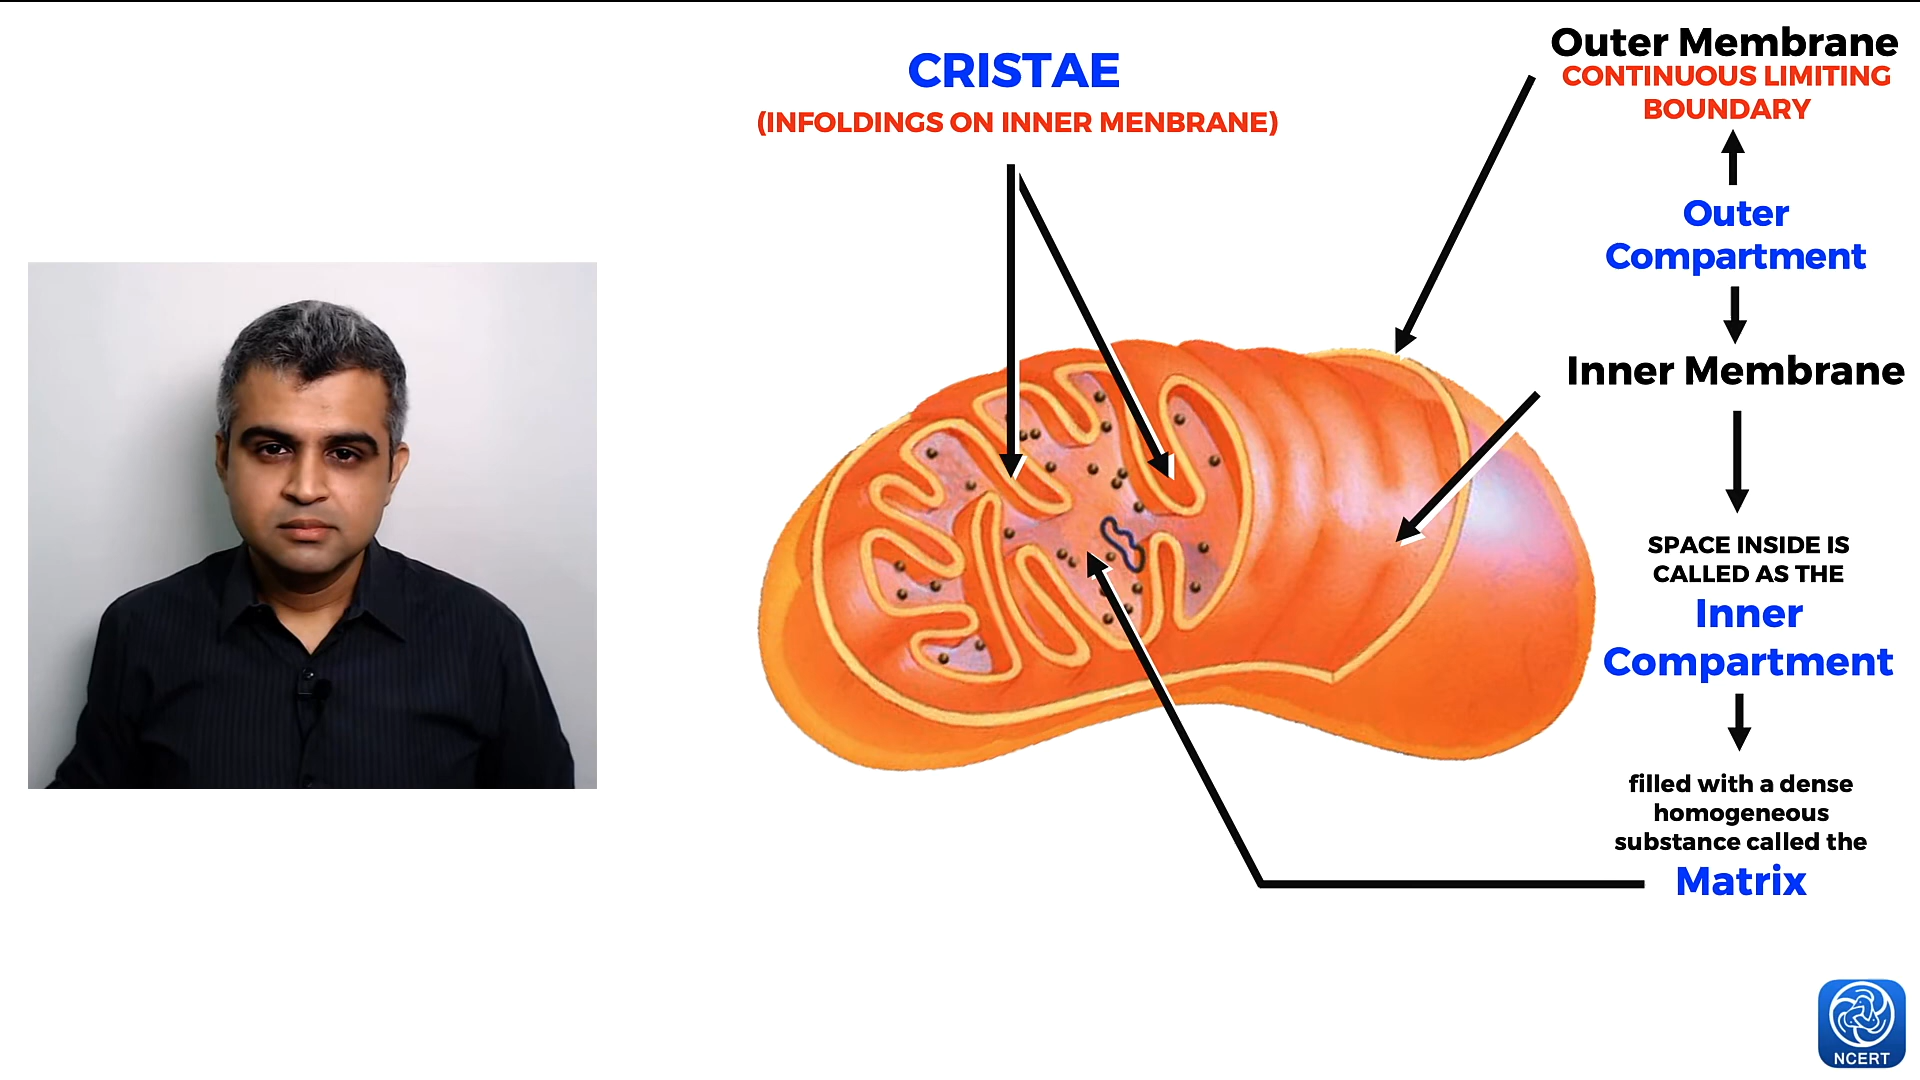 CRISTAE
(INFOLDINGS ON INNER MENBRANE)
Outer Membrane
CONTINUOUS LIMITING
BOUNDARY
Outer
Compartment
Inner Membrane
SPACE INSIDE IS
CALLED AS THE
Inner
Compartment
filled with a dense
homogeneous
substance called the
Matrix
NCERT